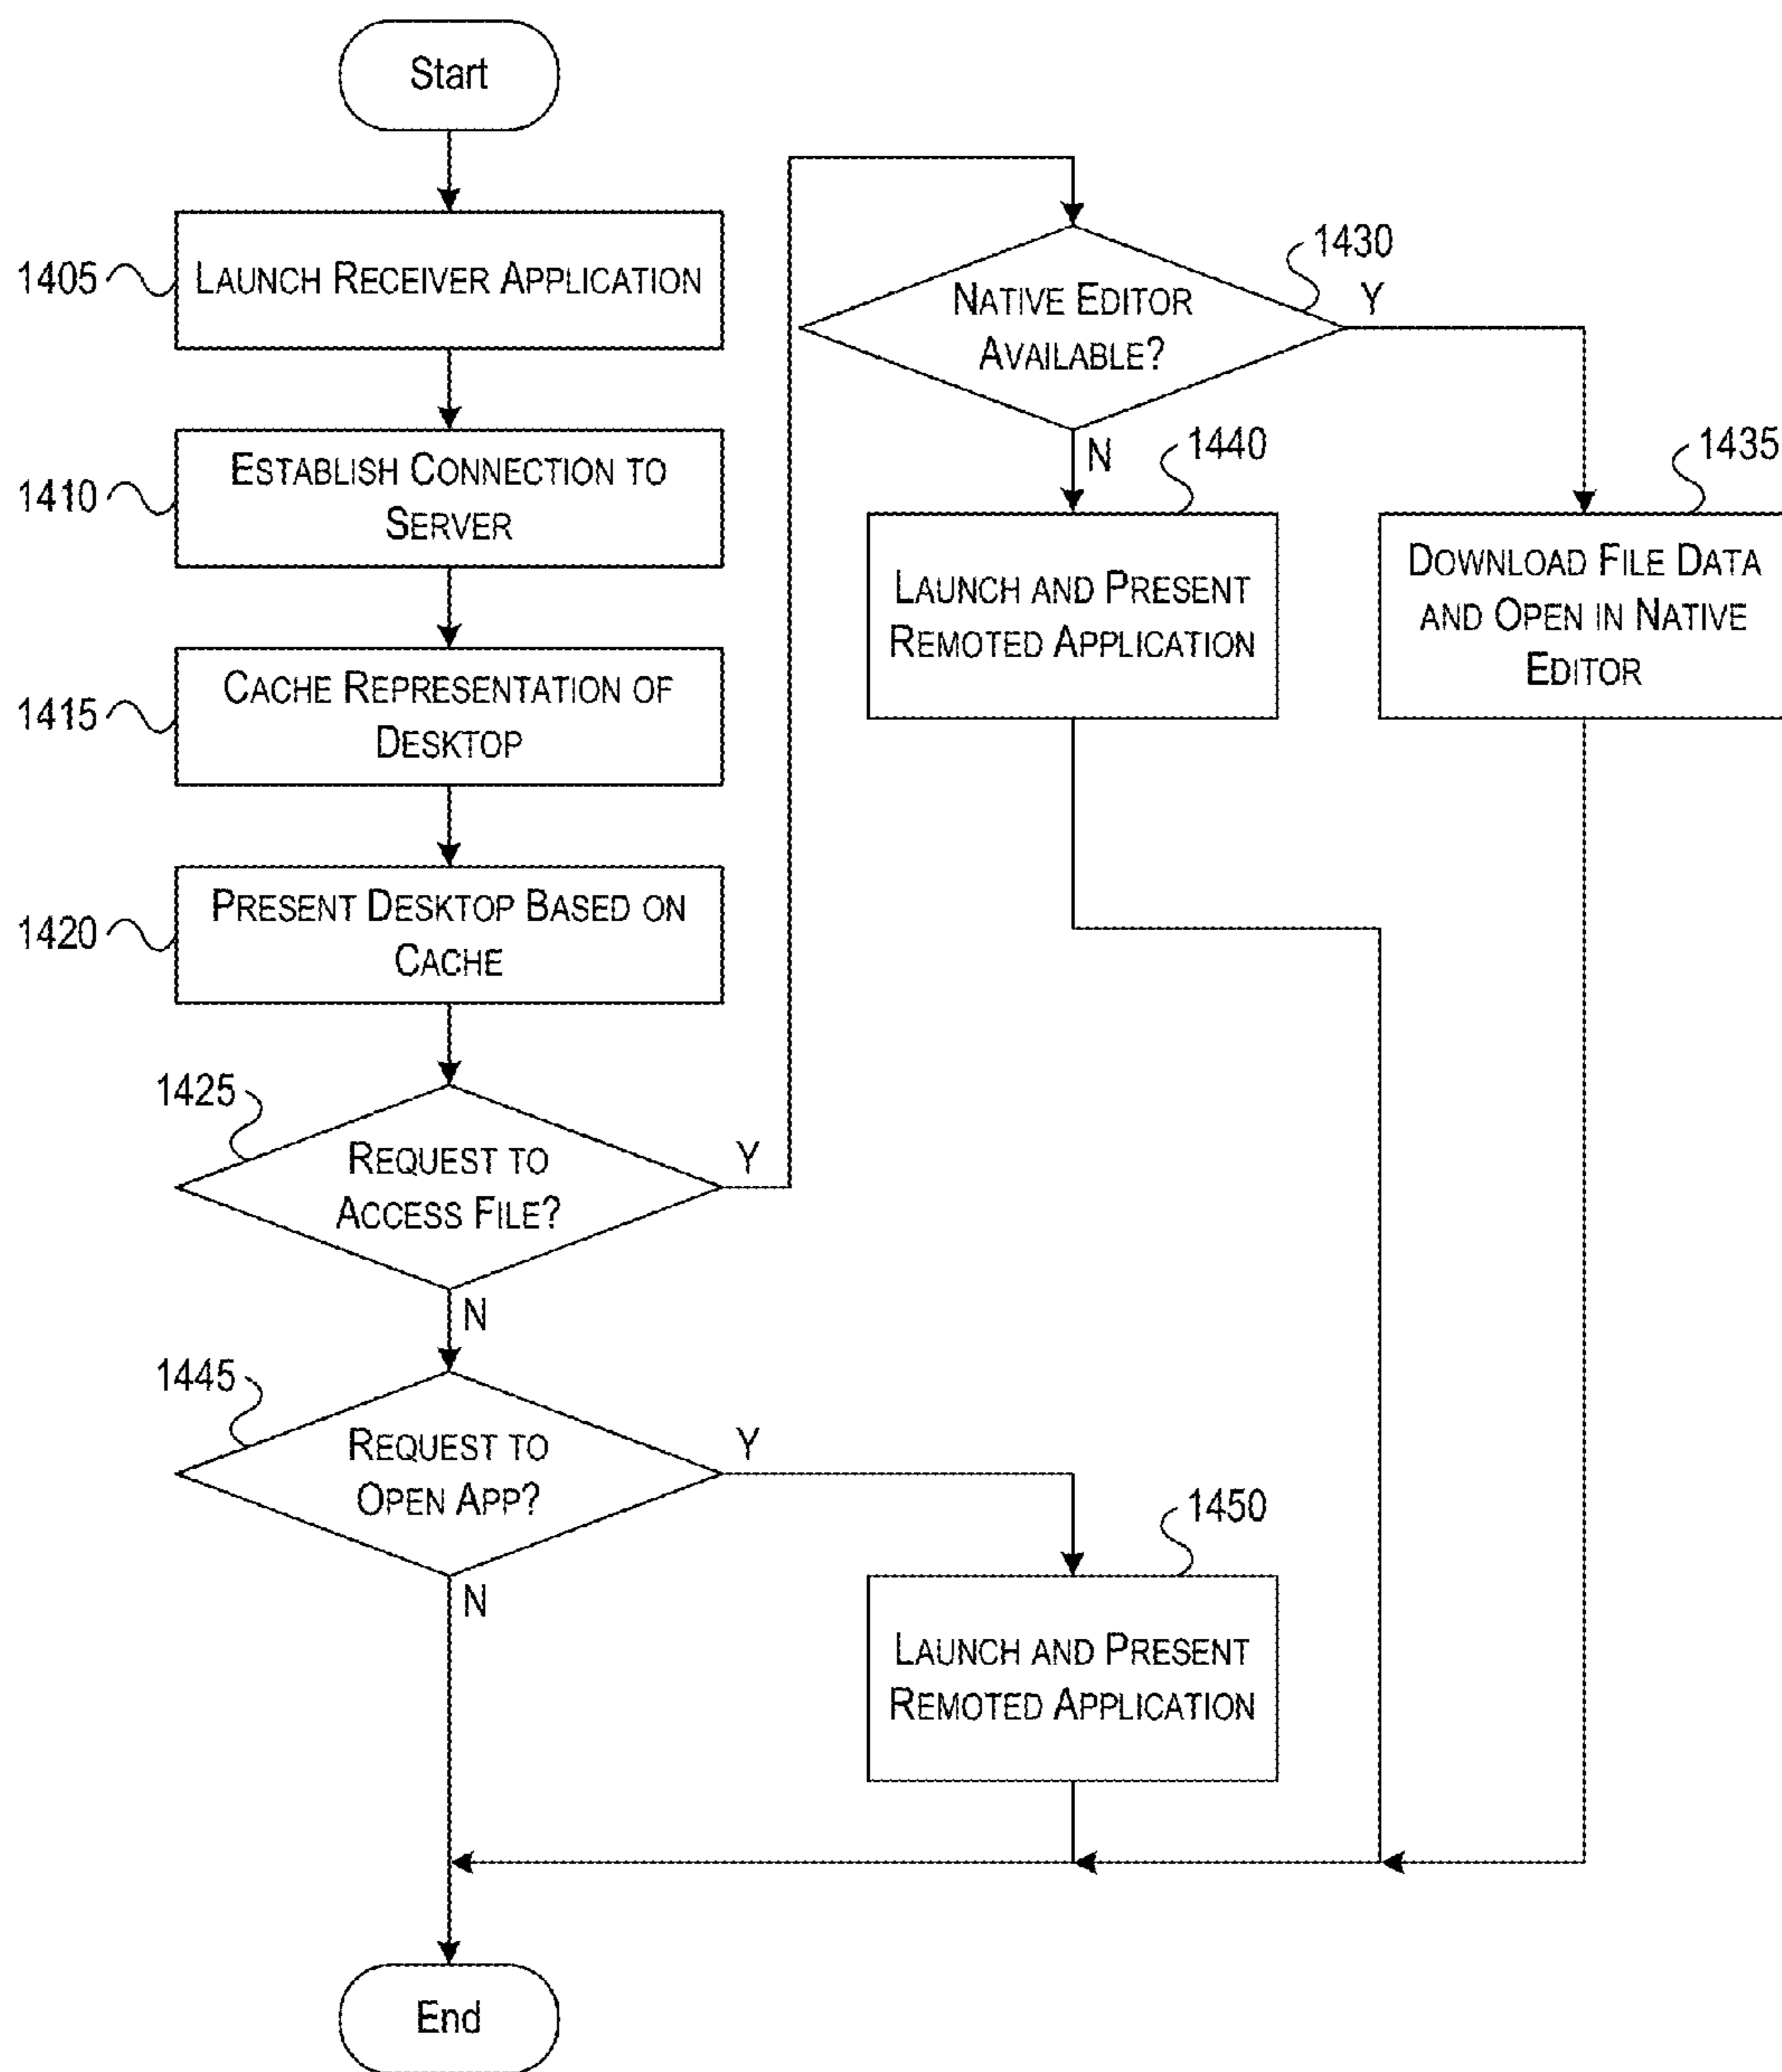 Start
1405
LAUNCH RECEIVER APPLICATION
1410
ESTABLISH CONNECTION TO
SERVER
1415
CACHE REPRESENTATION OF
DESKTOP
1420
PRESENT DESKTOP BASED ON
CACHE
1425
REQUEST TO
ACCESS FILE?
Y
N
1430
NATIVE EDITOR
AVAILABLE?
Y
N
1440
LAUNCH AND PRESENT
REMOTED APPLICATION
1435
DOWNLOAD FILE DATA
AND OPEN IN NATIVE
EDITOR
1445
REQUEST TO
OPEN APP?
Y
N
1450
LAUNCH AND PRESENT
REMOTED APPLICATION
End